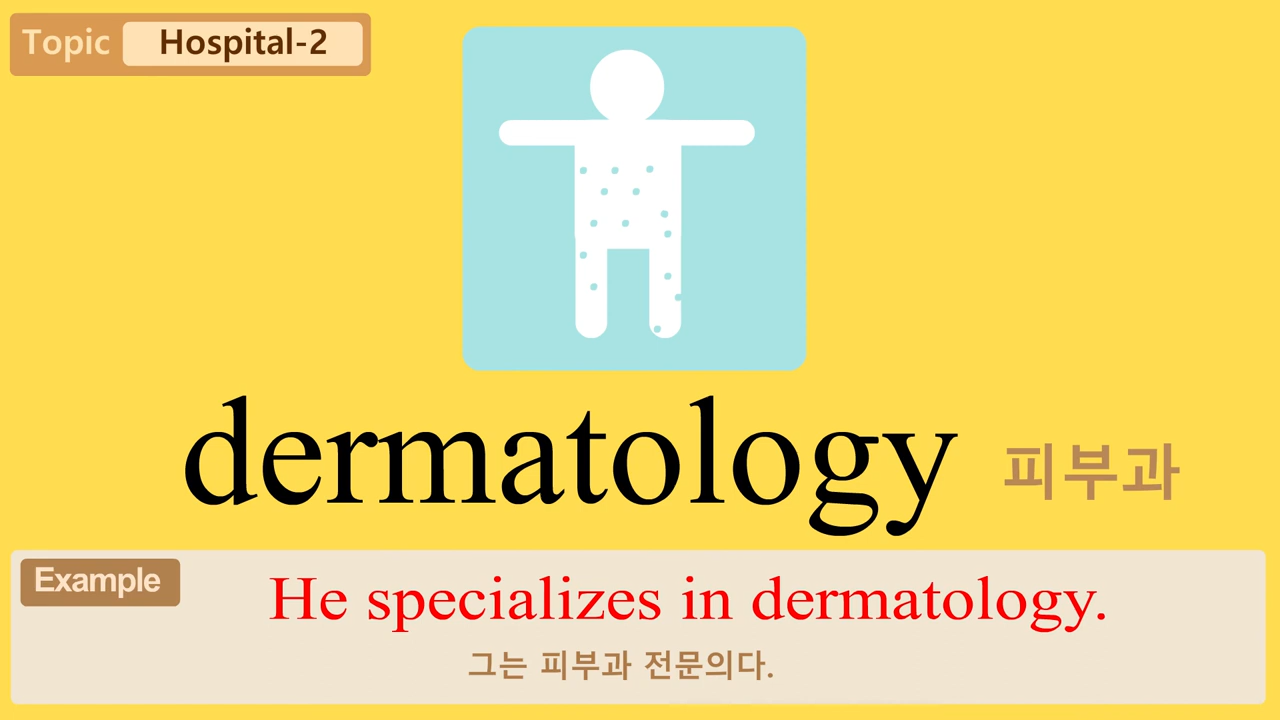 Topic Hospital-2
dermatology 피부과
Example
He specializes in dermatology.
그는 피부과 전문의다.